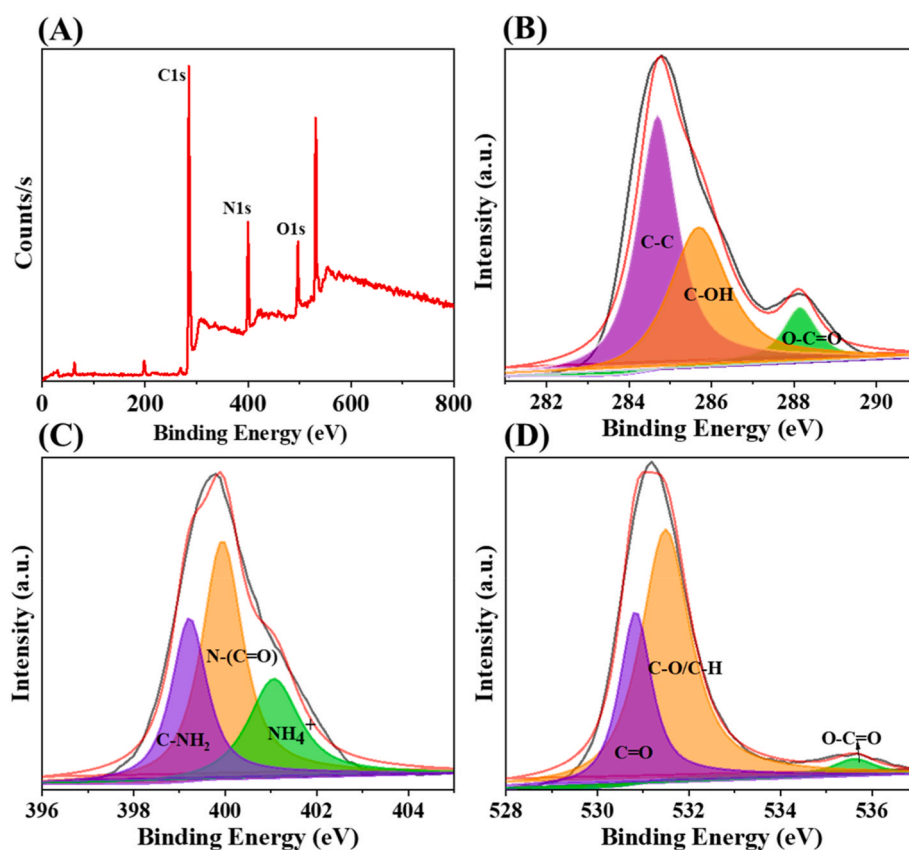 (A)
C1s
N1s
O1s
Counts/s
0 200 400 600 800
Binding Energy (eV)
(B)
C-C
C-OH
O-C=O
Intensity (a.u.)
282 284 286 288 290
Binding Energy (eV)
(C)
N-(C=O)
C-NH₂
NH₄⁺
Intensity (a.u.)
396 398 400 402 404
Binding Energy (eV)
(D)
C-O/C-H
C=O
O-C=O
Intensity (a.u.)
528 530 532 534 536
Binding Energy (eV)